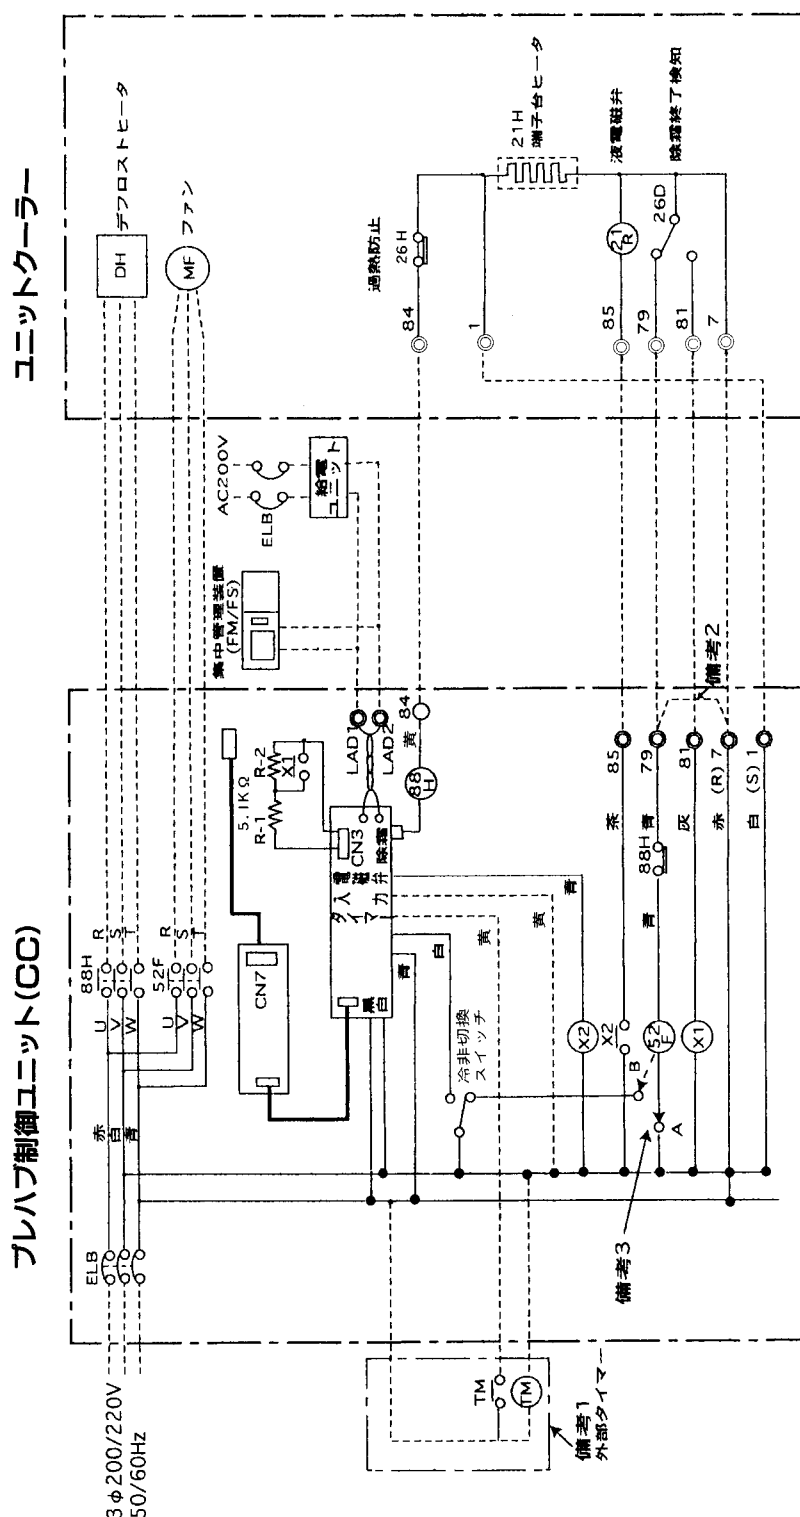 ユニットクーラー
DH
デフロストヒータ
MF
ファン
過熱防止
26H
84
1
21H
端子台ヒータ
液電磁弁
21
R
85
除霜終了検知
26D
79
81
7
AC200V
ELB
給電
ユニット
集中管理装置
(FM/FS)
備考2
プレハブ制御ユニット(CC)
3φ200/220V
50/60Hz
ELB
赤
白
青
U
V
W
88H
R
S
T
U
V
W
52F
R
S
T
CN7
5.1KΩ
R-1
R-2
X1
CN3
LAD1
LAD2
除霜
電磁弁
入力
タイマ
黒
白
88
H
黄
84
青
白
黄
黄
青
冷非切換
スイッチ
X2
X2
52
F
X1
B
A
備考3
青
88H
茶
85
青
79
灰
81
赤
(R)7
白
(S)1
TM
TM
備考1
外部タイマー